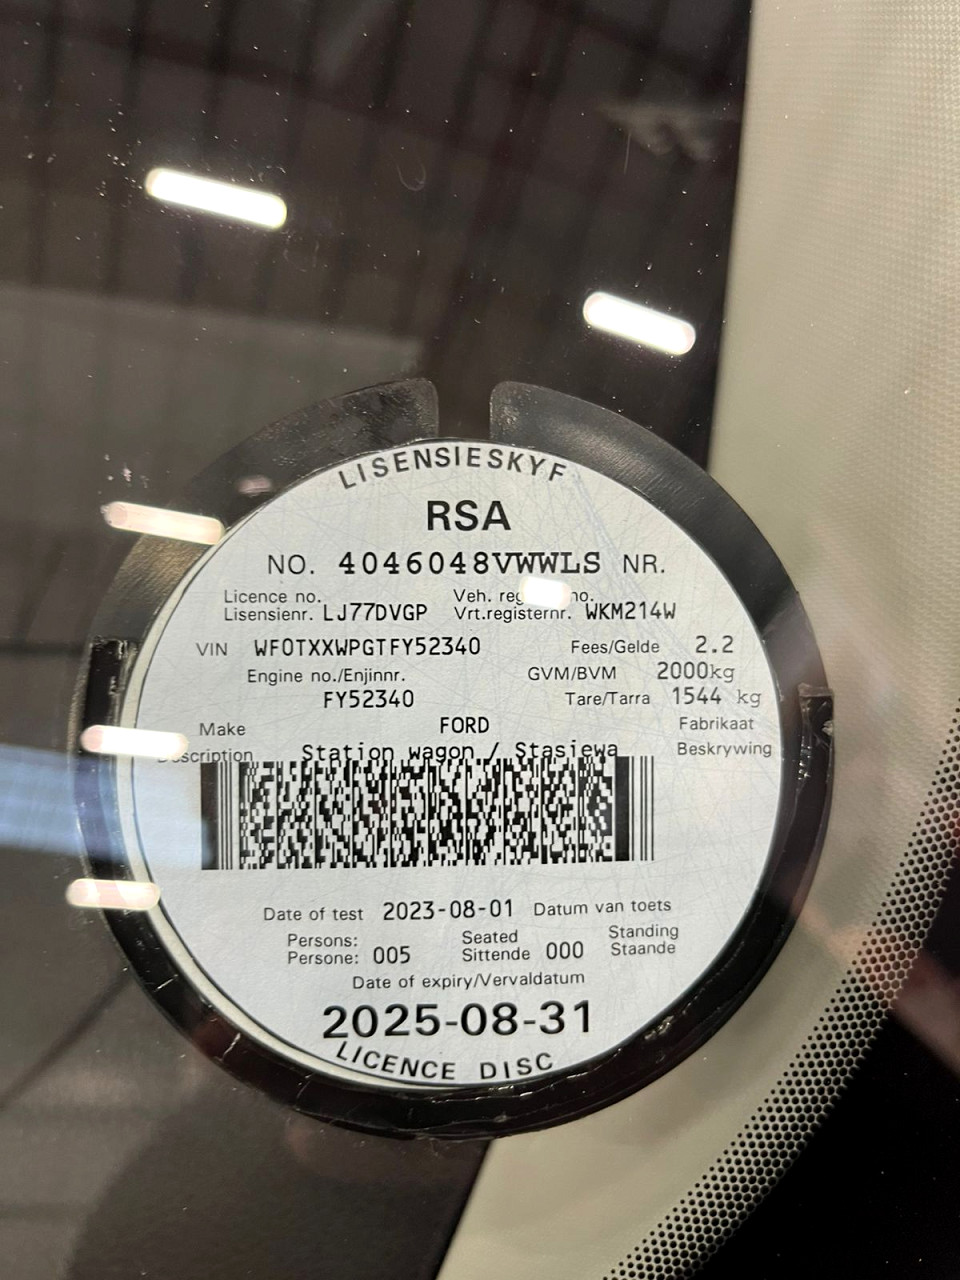 LISENSIESKYF
RSA
NO. 4046048VWWLS NR.
Licence no. Veh. no.
Lisensienr. LJ77DVGP Vrt.registernr. WKM214W
VIN WF0TXXWPGTFY52340 Fees/Gelde 2.2
Engine no./Enjinnr. GVM/BVM 2000kg
FY52340 Tare/Tarra 1544 kg
Make FORD Fabrikaat
Station wagon / Stasiewa Beskrywing
Date of test 2023-08-01 Datum van toets
Persons: Seated Standing
Persone: 005 Sittende 000 Staande
Date of expiry/Vervaldatum
2025-08-31
LICENCE DISC